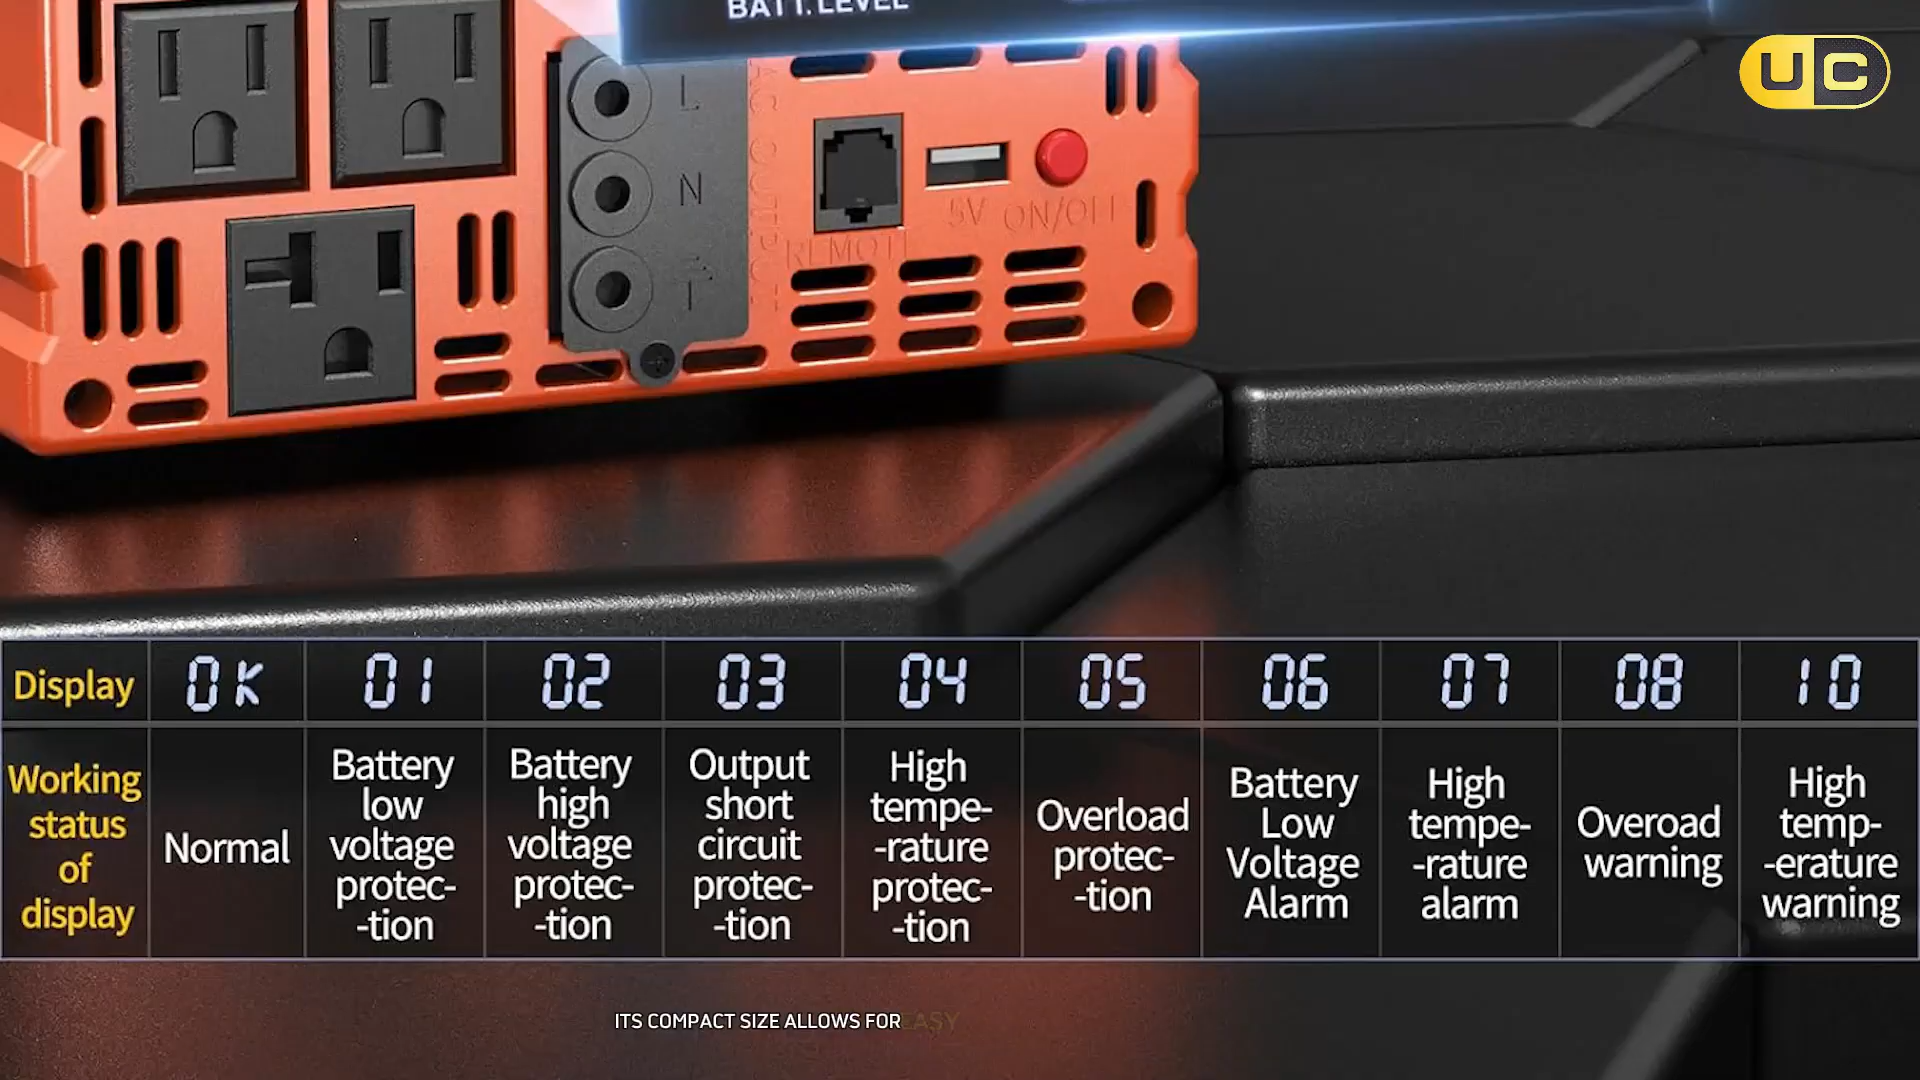 BATT. LEVEL
UC
L
N
AC OUTPUT
REMOTE
5V
ON/OFF
Display OK 01 02 03 04 05 06 07 08 10
Working
status
of
display
Normal
Battery
low
voltage
protec-
-tion
Battery
high
voltage
protec-
-tion
Output
short
circuit
protec-
-tion
High
tempe-
-rature
protec-
-tion
Overload
protec-
-tion
Battery
Low
Voltage
Alarm
High
tempe-
-rature
alarm
Overoad
warning
High
temp-
-erature
warning
ITS COMPACT SIZE ALLOWS FOR EASY